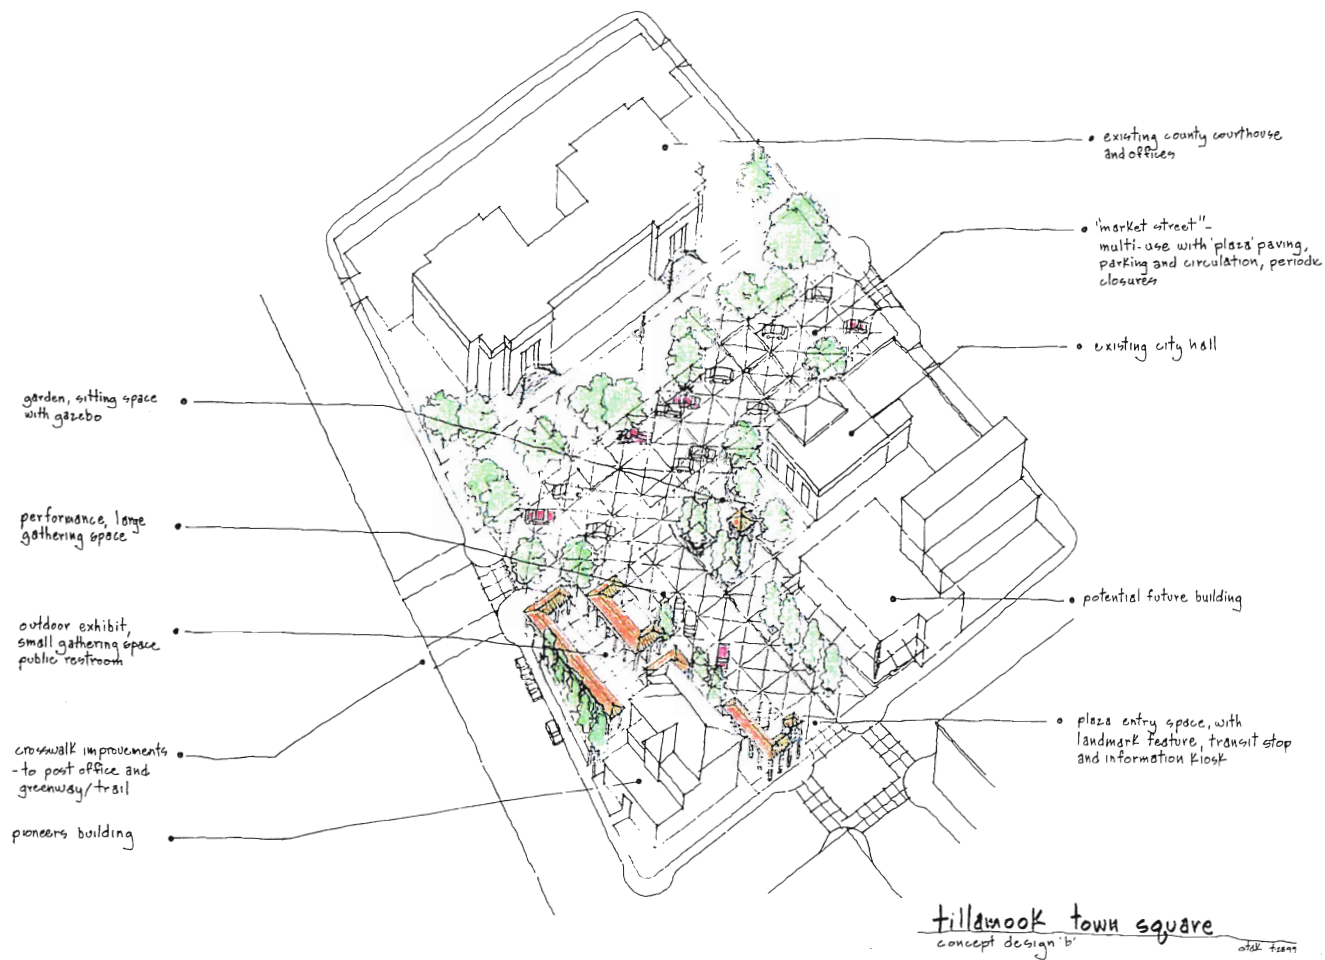 existing county courthouse
and offices
"market street" -
multi-use with 'plaza' paving,
parking and circulation, periodic
closures
existing city hall
garden, sitting space
with gazebo
performance, large
gathering space
outdoor exhibit,
small gathering space
public restroom
crosswalk improvements
- to post office and
greenway/trail
pioneers building
potential future building
plaza entry space, with
landmark feature, transit stop
and information kiosk
tillamook town square
concept design 'b'
otak